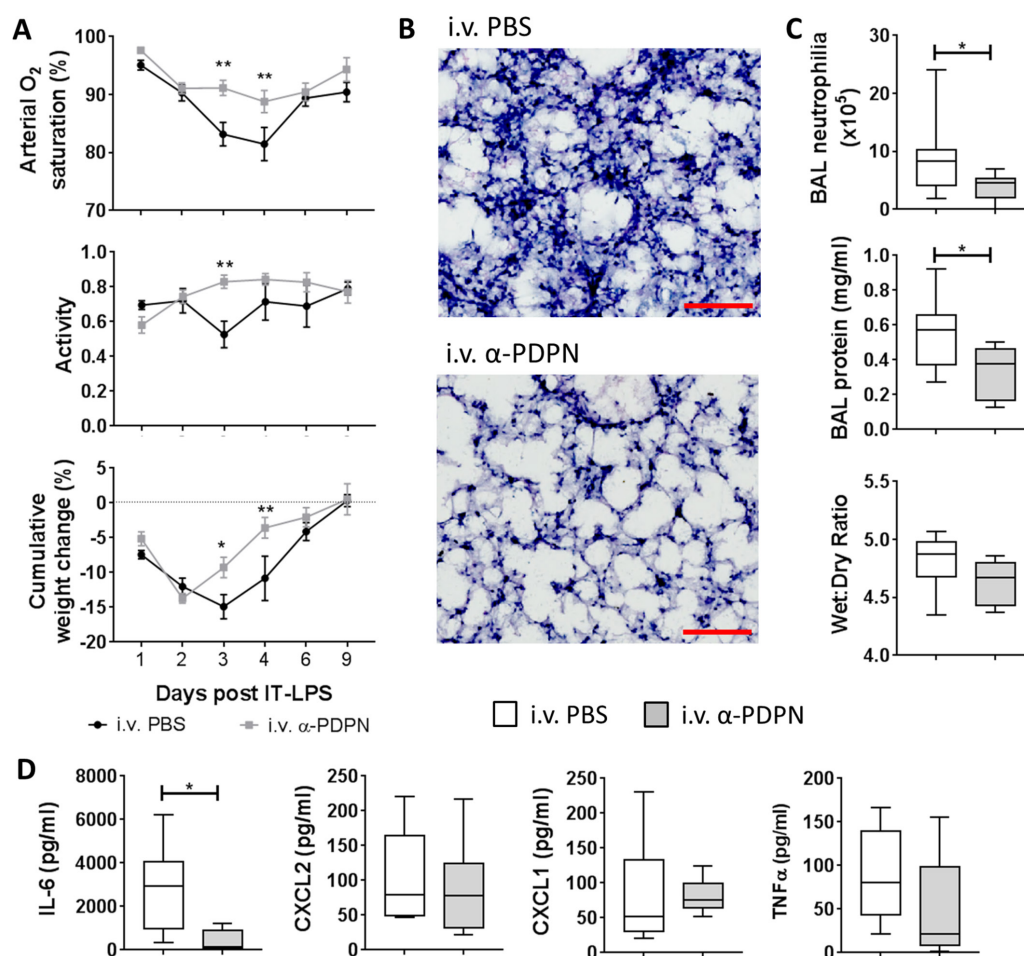 A
Arterial O2
saturation (%)
100
90
80
70
** **
Activity
1.0
0.8
0.6
0.4
0.2
0.0
**
Cumulative
weight change (%)
5
0
-5
-10
-15
-20
* **
1 2 3 4 6 9
Days post IT-LPS
i.v. PBS i.v. α-PDPN
B
i.v. PBS
i.v. α-PDPN
C
BAL neutrophilia
(x10⁵)
30
20
10
0
*
BAL protein (mg/ml)
1.0
0.8
0.6
0.4
0.2
0.0
*
Wet:Dry Ratio
5.5
5.0
4.5
4.0
i.v. PBS i.v. α-PDPN
D
IL-6 (pg/ml)
8000
6000
4000
2000
0
*
CXCL2 (pg/ml)
250
200
150
100
50
0
CXCL1 (pg/ml)
200
150
100
50
0
TNFα (pg/ml)
200
150
100
50
0